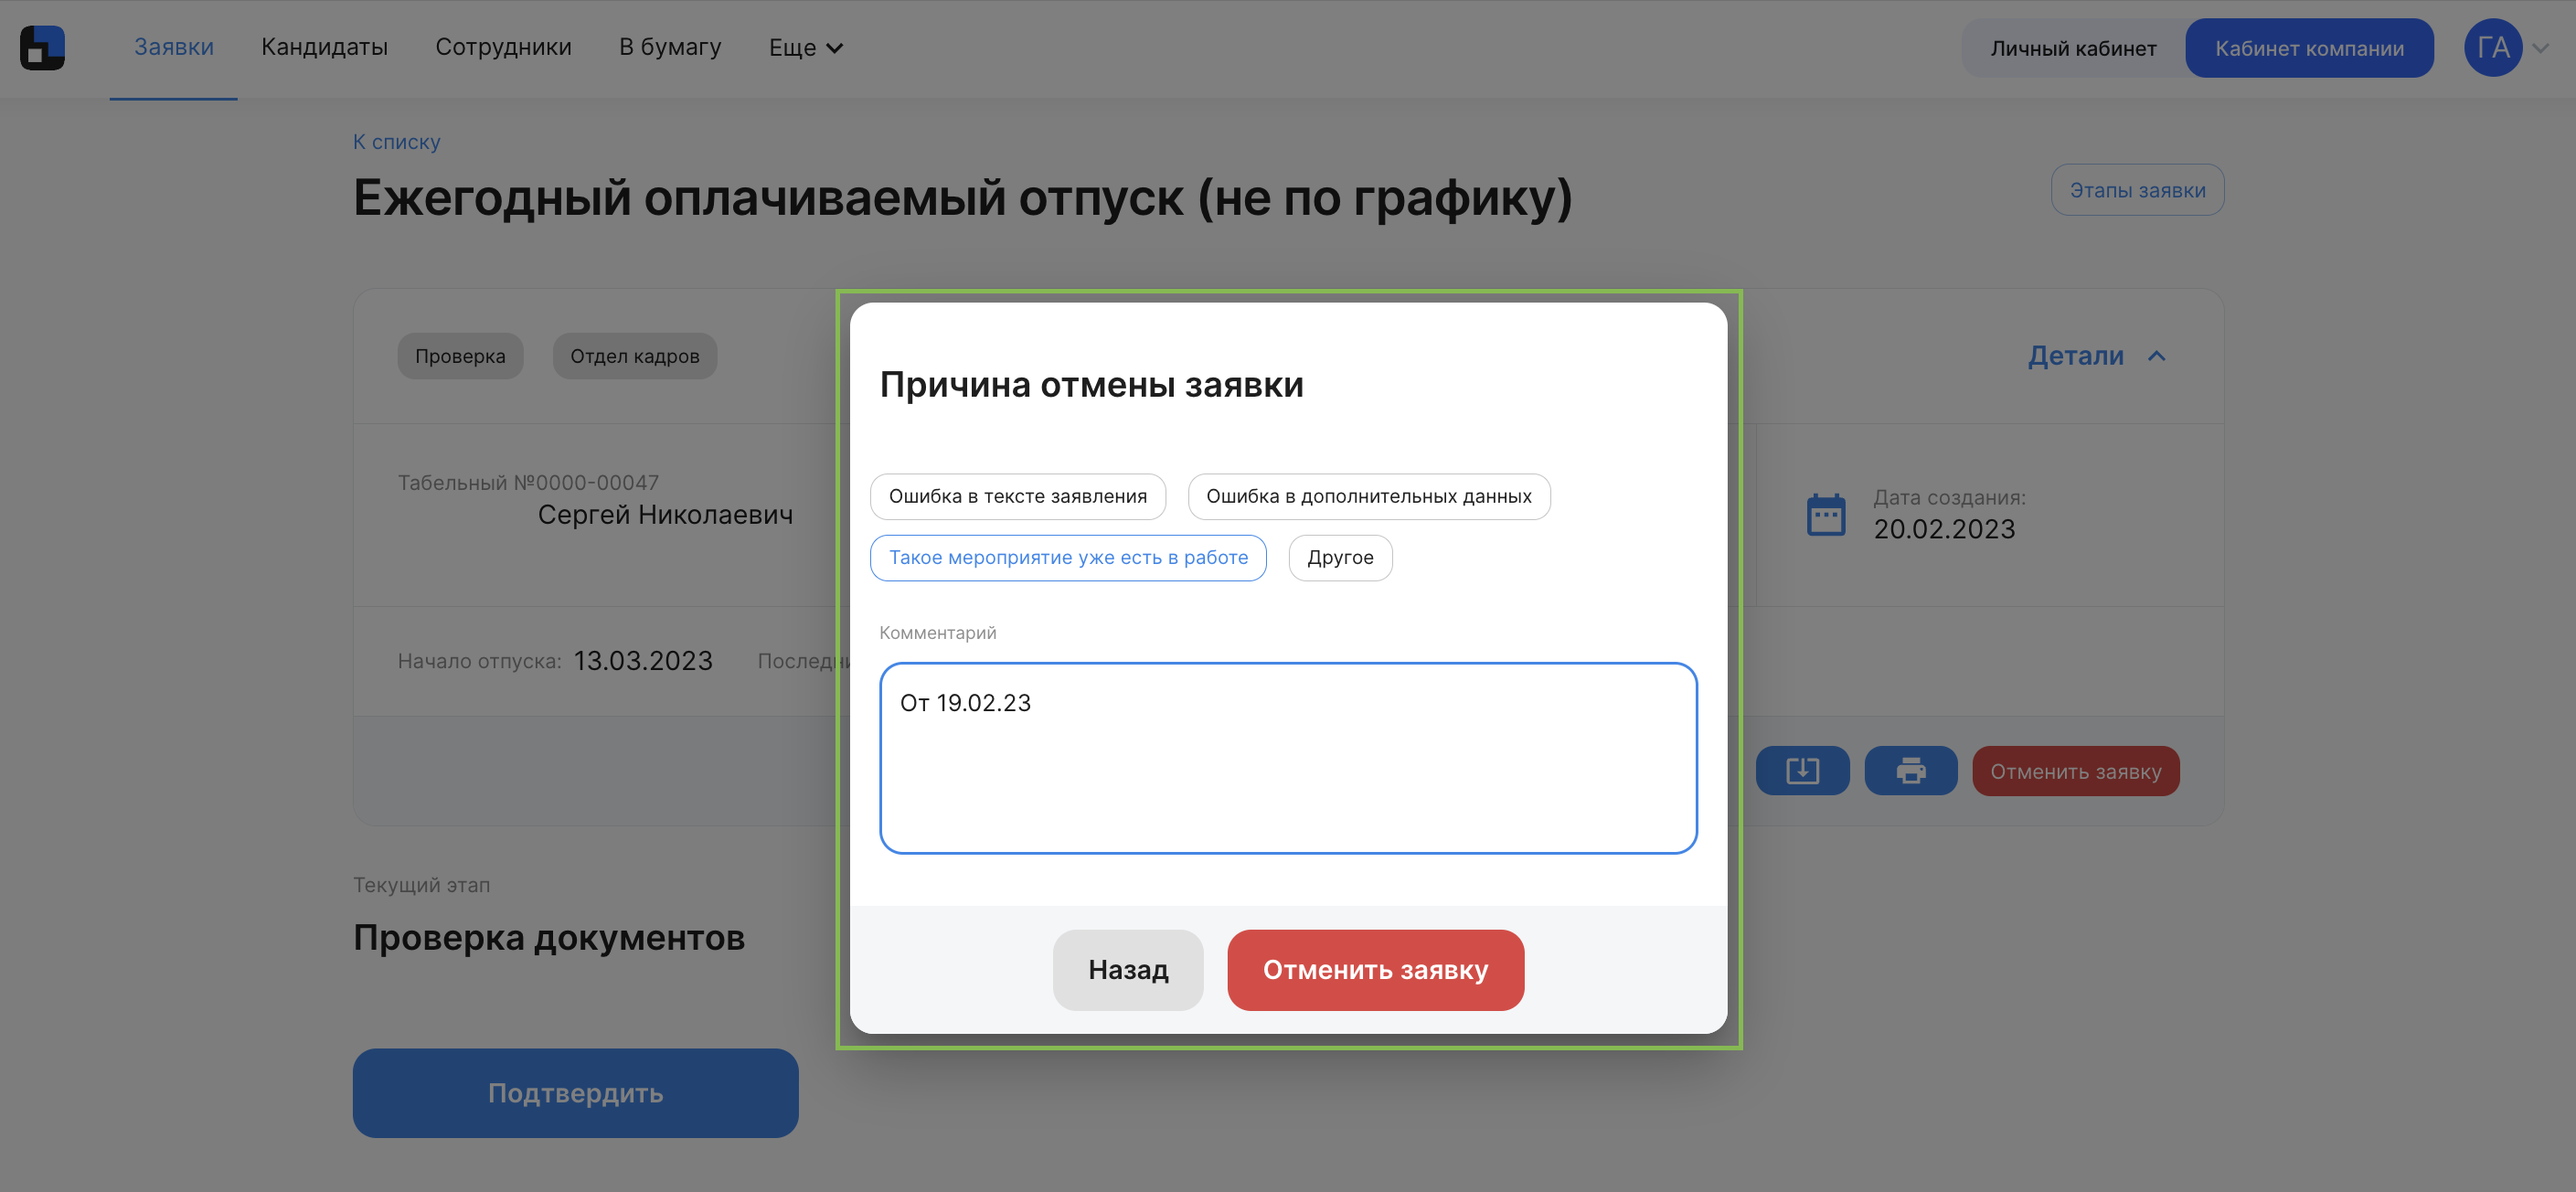 Заявки Кандидаты Сотрудники В бумагу Еще Личный кабинет Кабинет компании ГА
К списку
Ежегодный оплачиваемый отпуск (не по графику) Этапы заявки
Проверка Отдел кадров Детали
Причина отмены заявки
Ошибка в тексте заявления Ошибка в дополнительных данных
Такое мероприятие уже есть в работе Другое
Комментарий
От 19.02.23
Назад Отменить заявку
Табельный №0000-00047
Сергей Николаевич
Дата создания:
20.02.2023
Начало отпуска: 13.03.2023
Отменить заявку
Текущий этап
Проверка документов
Подтвердить